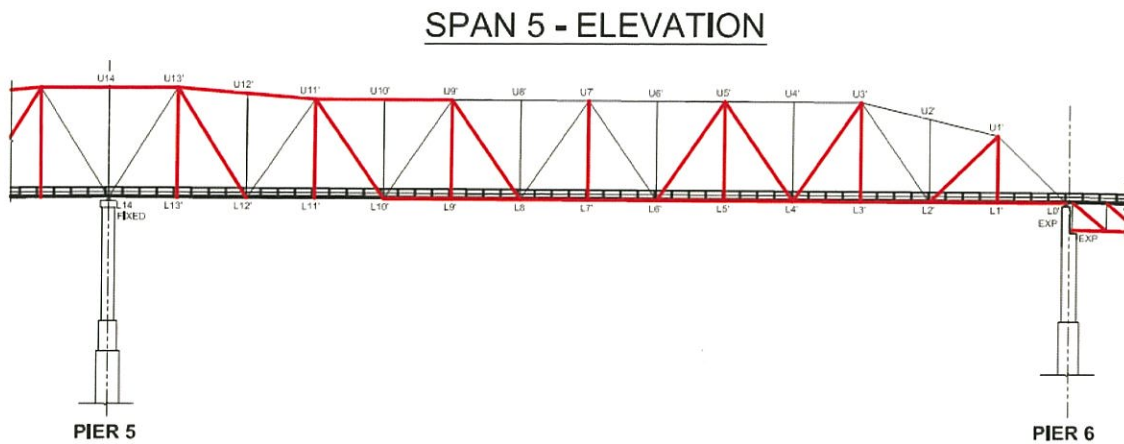 SPAN 5 - ELEVATION
U14 U13' U12' U11' U10' U9' U8' U7' U6' U5' U4' U3' U2' U1'
L14 L13' L12' L11' L10' L9' L8 L7' L6' L5' L4' L3' L2' L1' L0'
FIXED EXP EXP
PIER 5 PIER 6